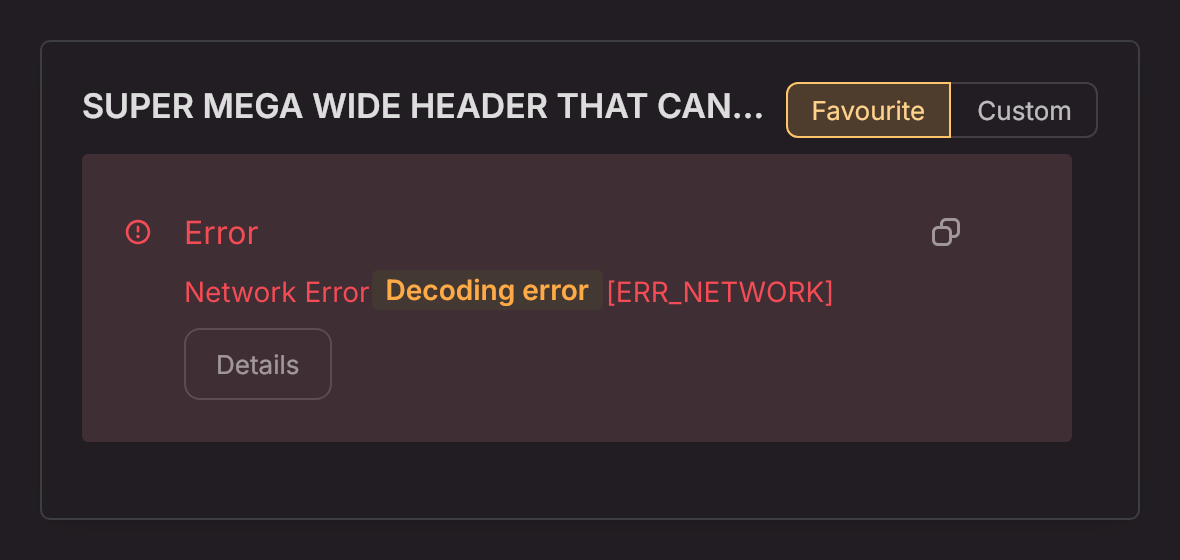 SUPER MEGA WIDE HEADER THAT CAN...
Favourite
Custom
Error
Network Error Decoding error [ERR_NETWORK]
Details